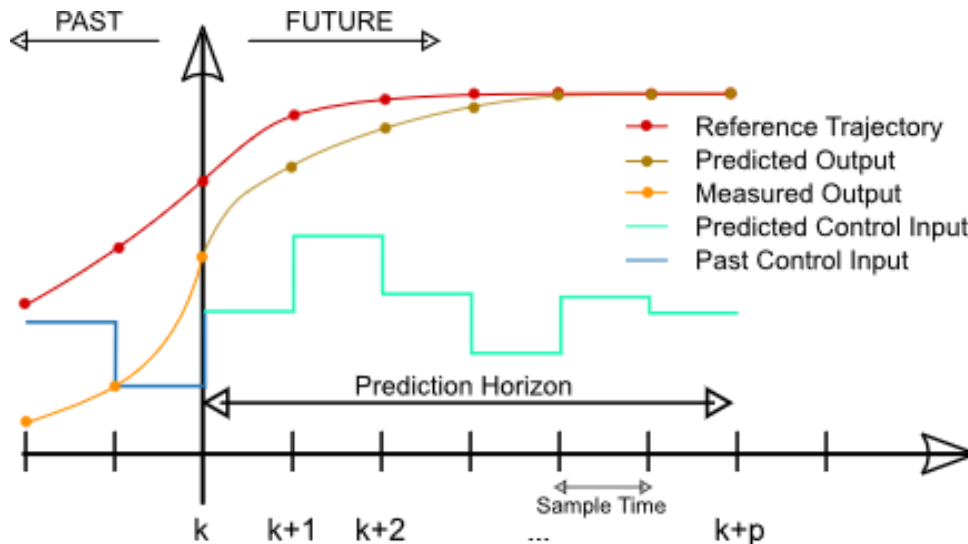 PAST
FUTURE
Reference Trajectory
Predicted Output
Measured Output
Predicted Control Input
Past Control Input
Prediction Horizon
Sample Time
k k+1 k+2 ... k+p